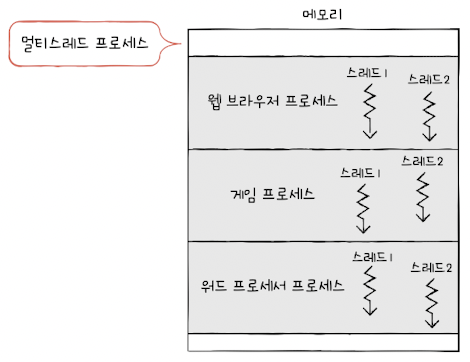 메모리
멀티스레드 프로세스
스레드1
스레드2
웹 브라우저 프로세스
스레드1
스레드2
게임 프로세스
스레드1
스레드2
워드 프로세서 프로세스